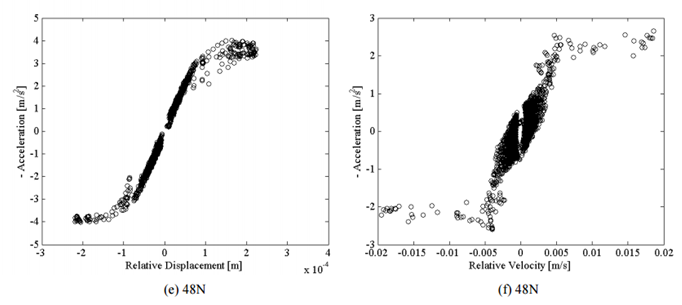 5
4
3
2
1
0
-1
-2
-3
-4
-5
- Acceleration [m/s²]
-3 -2 -1 0 1 2 3 4
Relative Displacement [m]
x 10⁻⁴
(e) 48N
3
2
1
0
-1
-2
3
- Acceleration [m/s²]
-0.02 -0.015 -0.01 -0.005 0 0.005 0.01 0.015 0.02
Relative Velocity [m/s]
(f) 48N